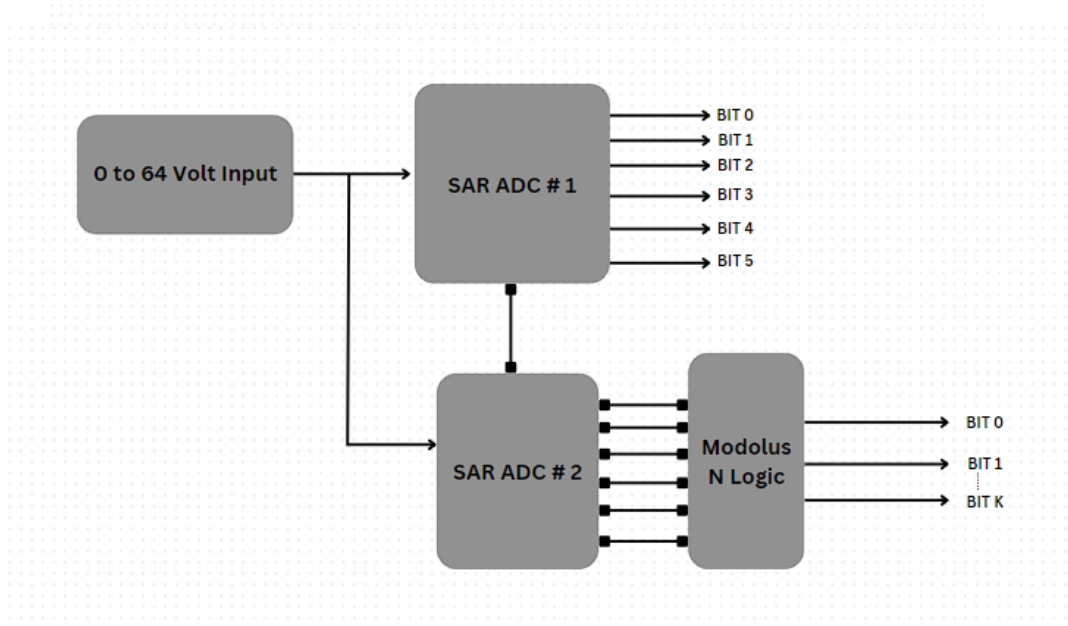 0 to 64 Volt Input
SAR ADC # 1
BIT 0
BIT 1
BIT 2
BIT 3
BIT 4
BIT 5
SAR ADC # 2
Modolus
N Logic
BIT 0
BIT 1
BIT K